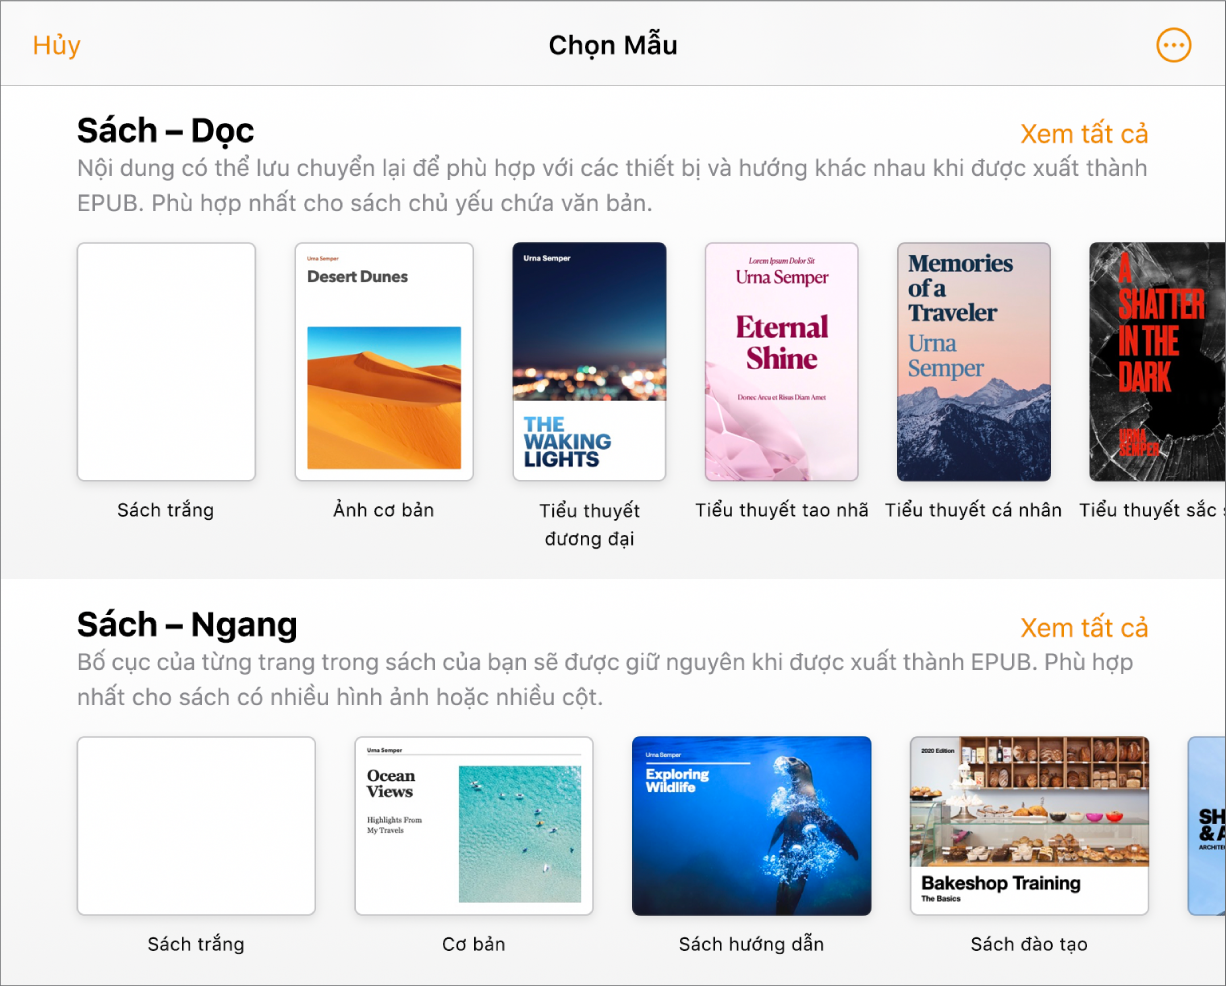 Hủy
Chọn Mẫu
Sách – Dọc
Xem tất cả
Nội dung có thể lưu chuyển lại để phù hợp với các thiết bị và hướng khác nhau khi được xuất thành
EPUB. Phù hợp nhất cho sách chủ yếu chứa văn bản.
Urna Semper
Desert Dunes
Urna Semper
THE
WAKING
LIGHTS
Lorem Ipsum Dolor Sit
Urna Semper
Eternal
Shine
Donec Arcu et Risus Diam Amet
Memories
of a
Traveler
Urna
Semper
A
SHATTER
IN THE
DARK
URNA
SEMPER
Sách trắng
Ảnh cơ bản
Tiểu thuyết
đương đại
Tiểu thuyết tao nhã
Tiểu thuyết cá nhân
Tiểu thuyết sắc
Sách – Ngang
Xem tất cả
Bố cục của từng trang trong sách của bạn sẽ được giữ nguyên khi được xuất thành EPUB. Phù hợp
nhất cho sách có nhiều hình ảnh hoặc nhiều cột.
Urna Semper
Ocean
Views
Highlights From
My Travels
Urna Semper
Exploring
Wildlife
2020 Edition
Bakeshop Training
The Basics
SH
& A
ARCHITE
Sách trắng
Cơ bản
Sách hướng dẫn
Sách đào tạo